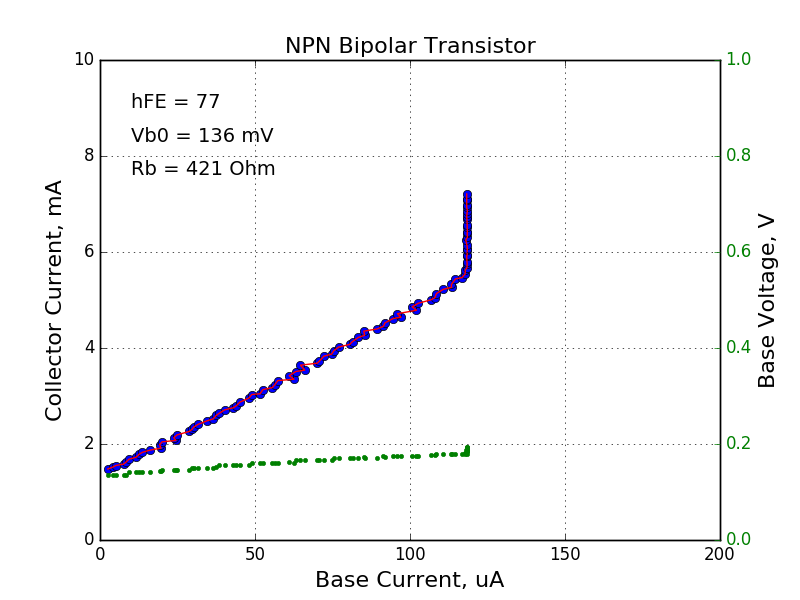 NPN Bipolar Transistor
hFE = 77
Vb0 = 136 mV
Rb = 421 Ohm
Collector Current, mA
10
8
6
4
2
0
Base Voltage, V
1.0
0.8
0.6
0.4
0.2
0.0
0 50 100 150 200
Base Current, uA